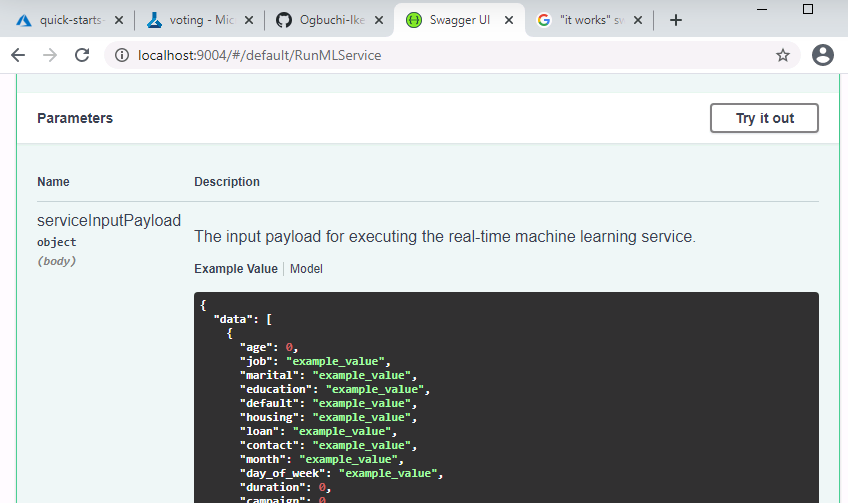 quick-starts-
voting - Mic
Ogbuchi-Ike
Swagger UI
"it works" sw
localhost:9004/#/default/RunMLService
Parameters
Try it out
Name Description
serviceInputPayload
object
(body)
The input payload for executing the real-time machine learning service.
Example Value Model
{
"data": [
{
"age": 0,
"job": "example_value",
"marital": "example_value",
"education": "example_value",
"default": "example_value",
"housing": "example_value",
"loan": "example_value",
"contact": "example_value",
"month": "example_value",
"day_of_week": "example_value",
"duration": 0,
"campaign": 0,